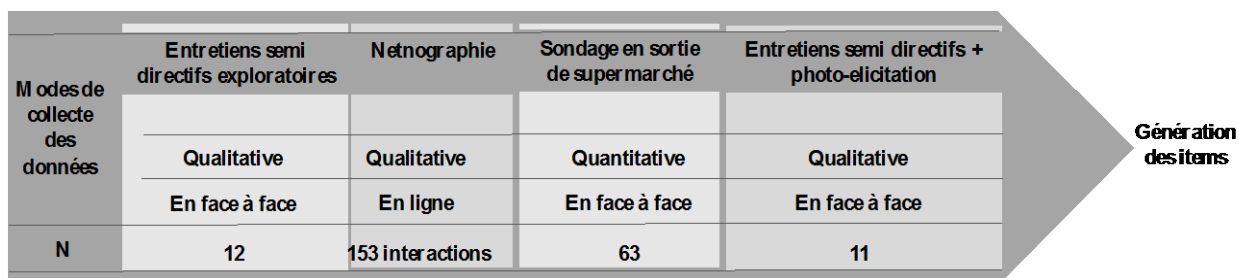 Modes de
collecte
des
données
Entretiens semi
directifs exploratoires
Netnographie
Sondage en sortie
de supermarché
Entretiens semi directifs +
photo-elicitation
Qualitative
Qualitative
Quantitative
Qualitative
En face à face
En ligne
En face à face
En face à face
N
12
153 interactions
63
11
Génération
des items